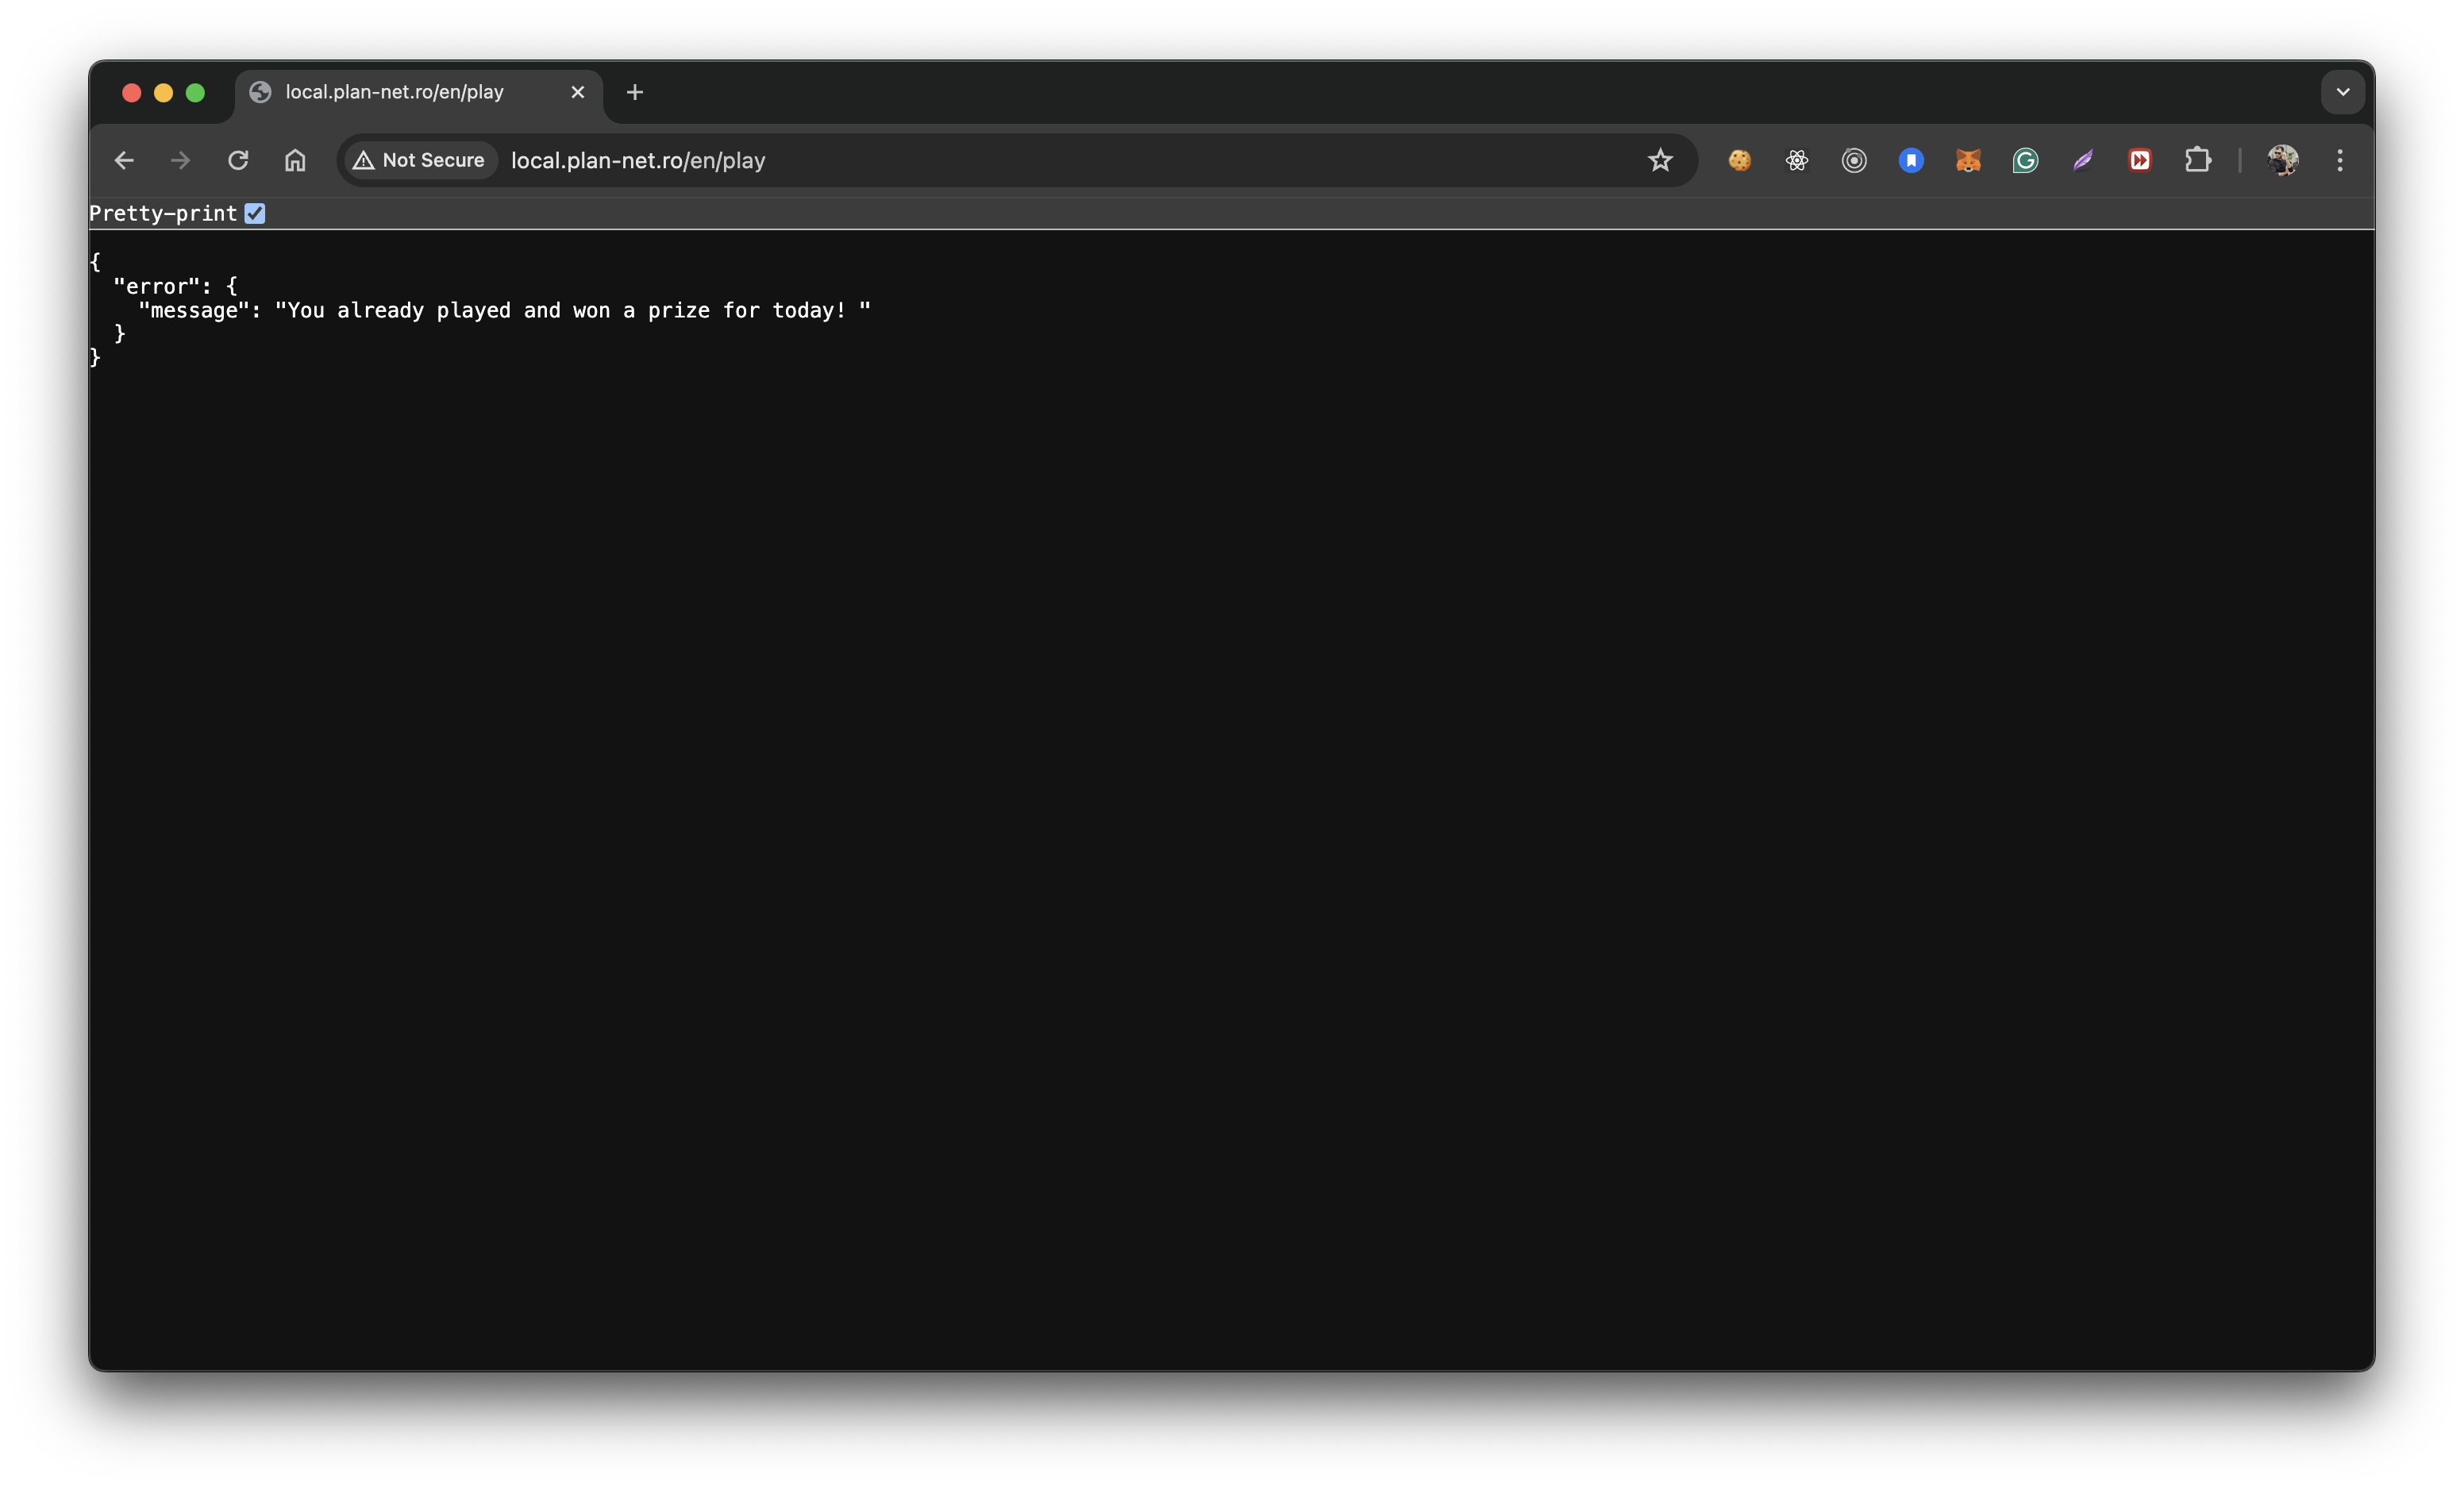 local.plan-net.ro/en/play
Not Secure
local.plan-net.ro/en/play
Pretty-print
{
  "error": {
    "message": "You already played and won a prize for today! "
  }
}